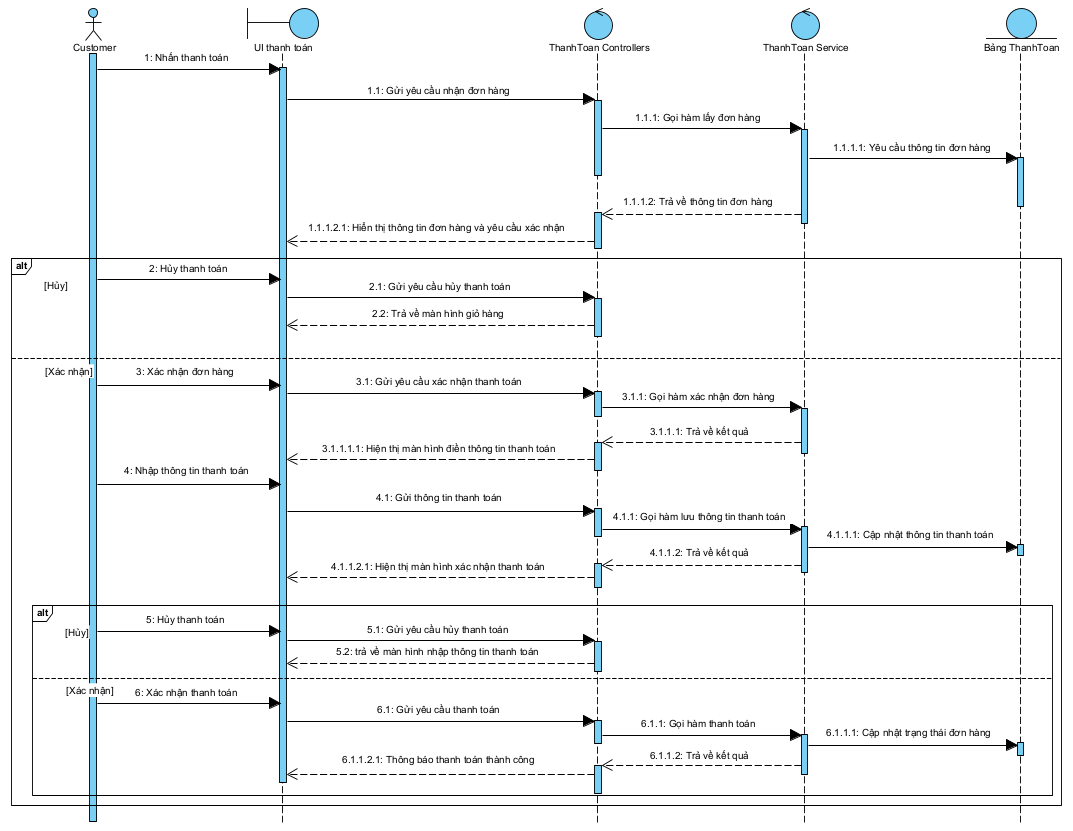 Customer
UI thanh toán
ThanhToan Controllers
ThanhToan Service
Bảng ThanhToan
1: Nhấn thanh toán
1.1: Gửi yêu cầu nhận đơn hàng
1.1.1: Gọi hàm lấy đơn hàng
1.1.1.1: Yêu cầu thông tin đơn hàng
1.1.1.2: Trả về thông tin đơn hàng
1.1.1.2.1: Hiển thị thông tin đơn hàng và yêu cầu xác nhận
alt
[Hủy]
2: Hủy thanh toán
2.1: Gửi yêu cầu hủy thanh toán
2.2: Trả về màn hình giỏ hàng
[Xác nhận]
3: Xác nhận đơn hàng
3.1: Gửi yêu cầu xác nhận thanh toán
3.1.1: Gọi hàm xác nhận đơn hàng
3.1.1.1: Trả về kết quả
3.1.1.1.1: Hiện thị màn hình điền thông tin thanh toán
4: Nhập thông tin thanh toán
4.1: Gửi thông tin thanh toán
4.1.1: Gọi hàm lưu thông tin thanh toán
4.1.1.1: Cập nhật thông tin thanh toán
4.1.1.2: Trả về kết quả
4.1.1.2.1: Hiện thị màn hình xác nhận thanh toán
alt
[Hủy]
5: Hủy thanh toán
5.1: Gửi yêu cầu hủy thanh toán
5.2: trả về màn hình nhập thông tin thanh toán
[Xác nhận]
6: Xác nhận thanh toán
6.1: Gửi yêu cầu thanh toán
6.1.1: Gọi hàm thanh toán
6.1.1.1: Cập nhật trạng thái đơn hàng
6.1.1.2: Trả về kết quả
6.1.1.2.1: Thông báo thanh toán thành công